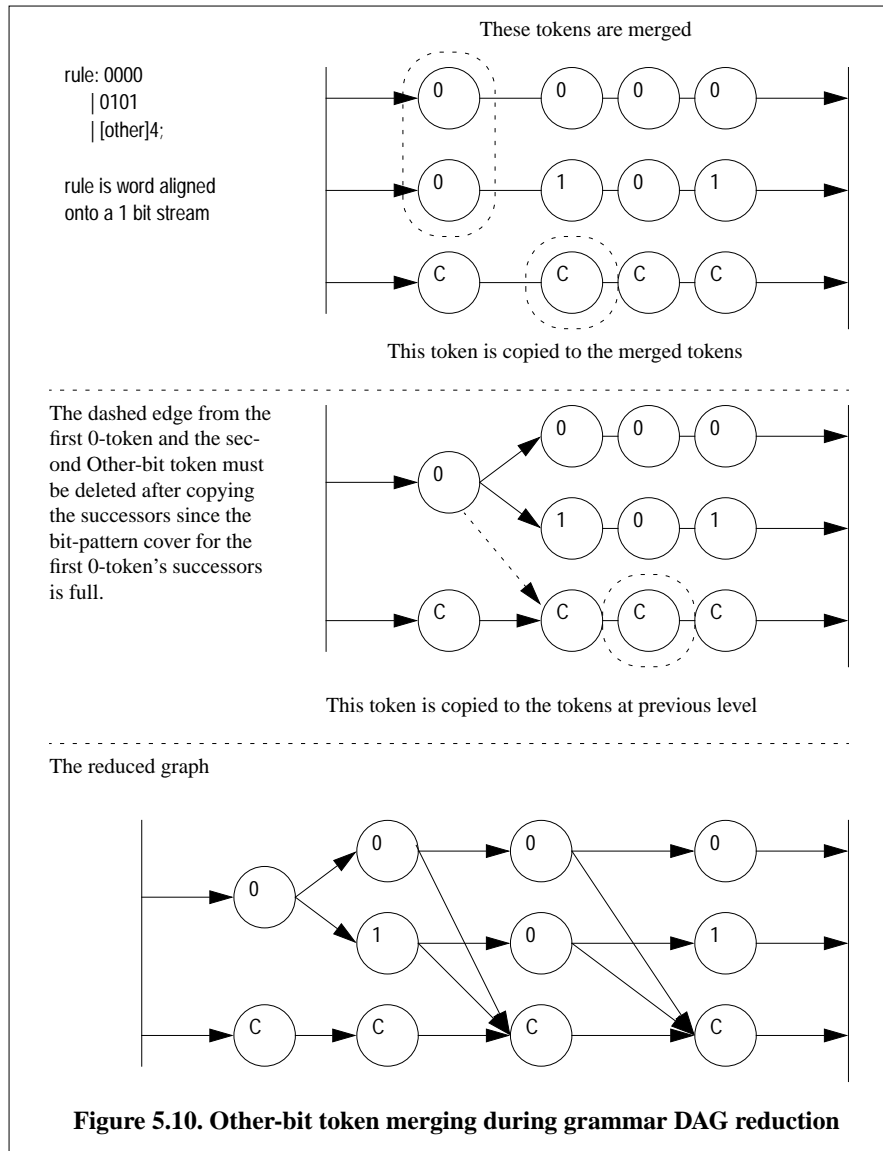 These tokens are merged
rule: 0000
| 0101
| [other]4;
rule is word aligned
onto a 1 bit stream
0 0 0 0
0 1 0 1
C C C C
This token is copied to the merged tokens
The dashed edge from the
first 0-token and the sec-
ond Other-bit token must
be deleted after copying
the successors since the
bit-pattern cover for the
first 0-token's successors
is full.
0 0 0
0
1 0 1
C C C C
This token is copied to the tokens at previous level
The reduced graph
0 0 0
0
1 0 1
C C C C
Figure 5.10. Other-bit token merging during grammar DAG reduction